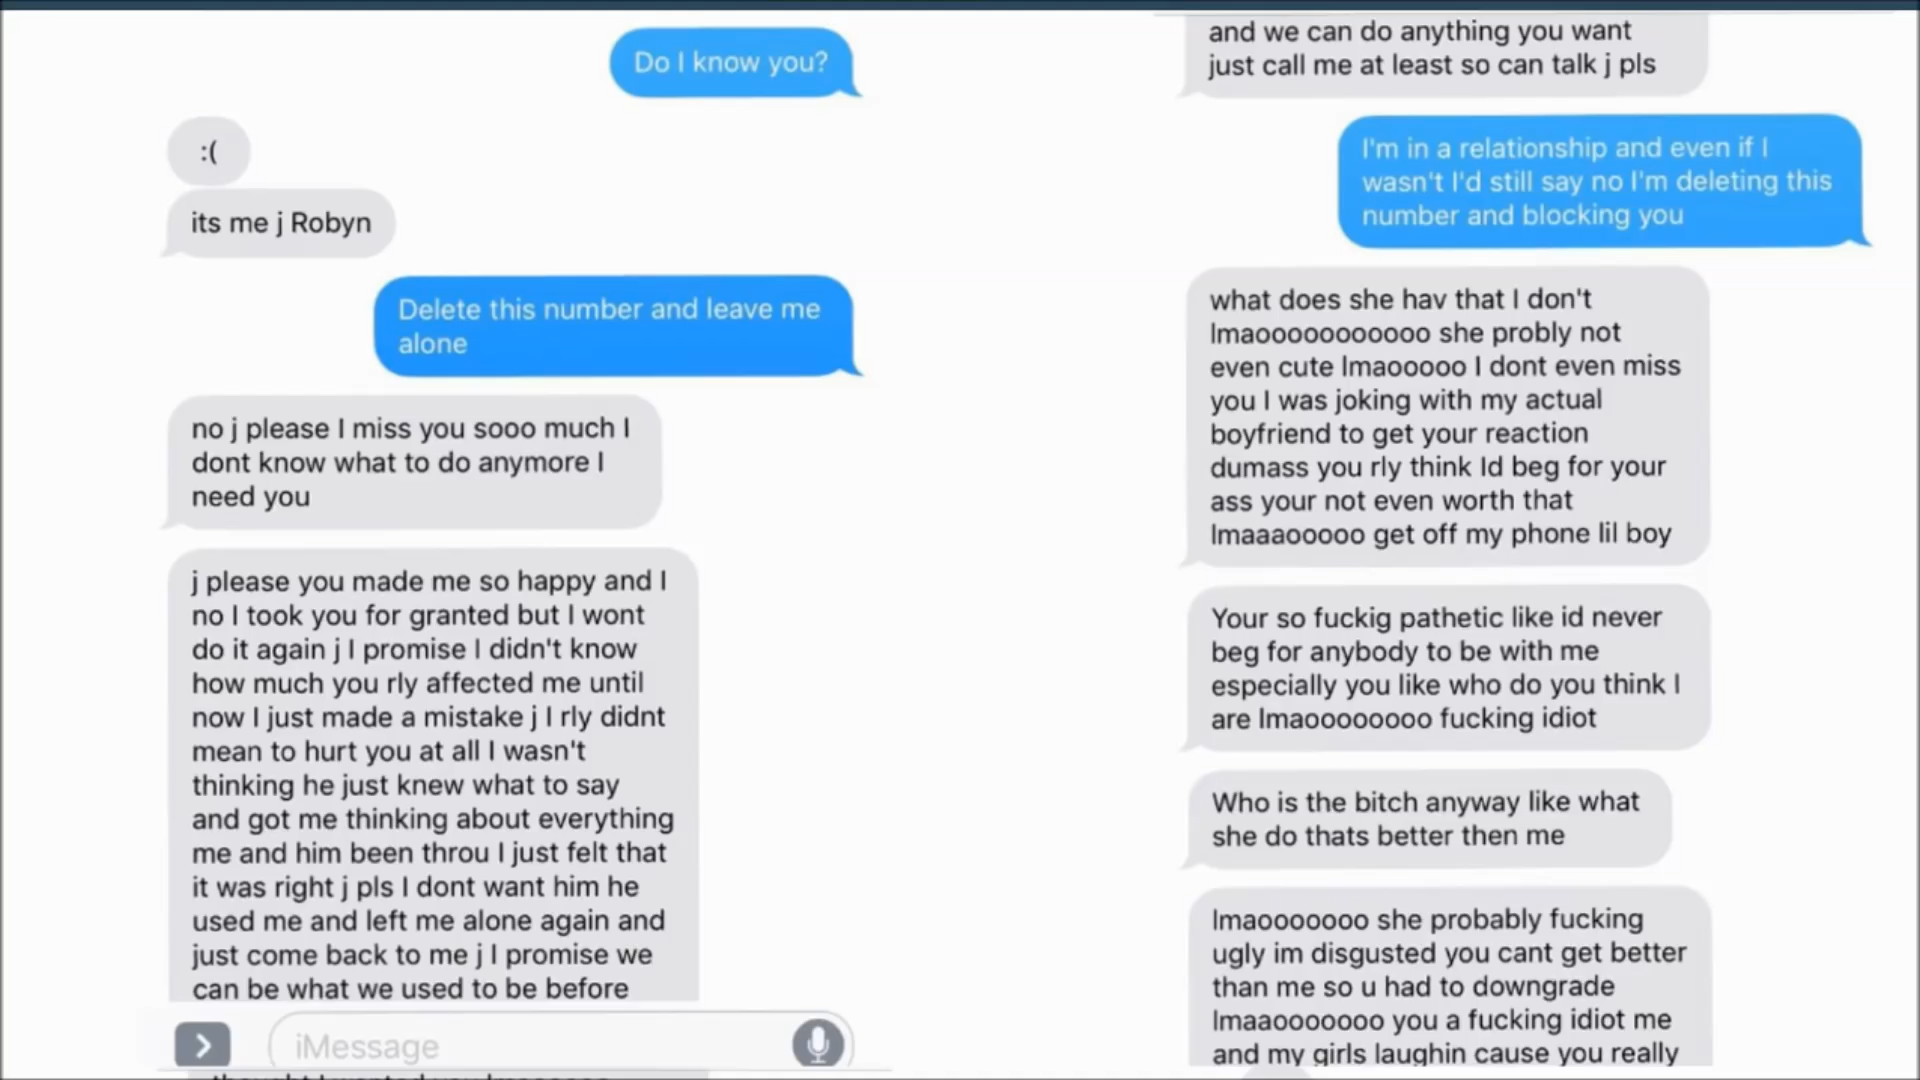 Do I know you?
:(
its me j Robyn
Delete this number and leave me
alone
no j please I miss you sooo much I
dont know what to do anymore I
need you
j please you made me so happy and I
no I took you for granted but I wont
do it again j I promise I didn't know
how much you rly affected me until
now I just made a mistake j I rly didnt
mean to hurt you at all I wasn't
thinking he just knew what to say
and got me thinking about everything
me and him been throu I just felt that
it was right j pls I dont want him he
used me and left me alone again and
just come back to me j I promise we
can be what we used to be before
iMessage
and we can do anything you want
just call me at least so can talk j pls
I'm in a relationship and even if I
wasn't I'd still say no I'm deleting this
number and blocking you
what does she hav that I don't
lmaooooooooooo she probly not
even cute lmaooooo I dont even miss
you I was joking with my actual
boyfriend to get your reaction
dumass you rly think Id beg for your
ass your not even worth that
lmaaaooooo get off my phone lil boy
Your so fuckig pathetic like id never
beg for anybody to be with me
especially you like who do you think I
are lmaoooooooo fucking idiot
Who is the bitch anyway like what
she do thats better then me
lmaooooooo she probably fucking
ugly im disgusted you cant get better
than me so u had to downgrade
lmaaooooooo you a fucking idiot me
and my girls laughin cause you really